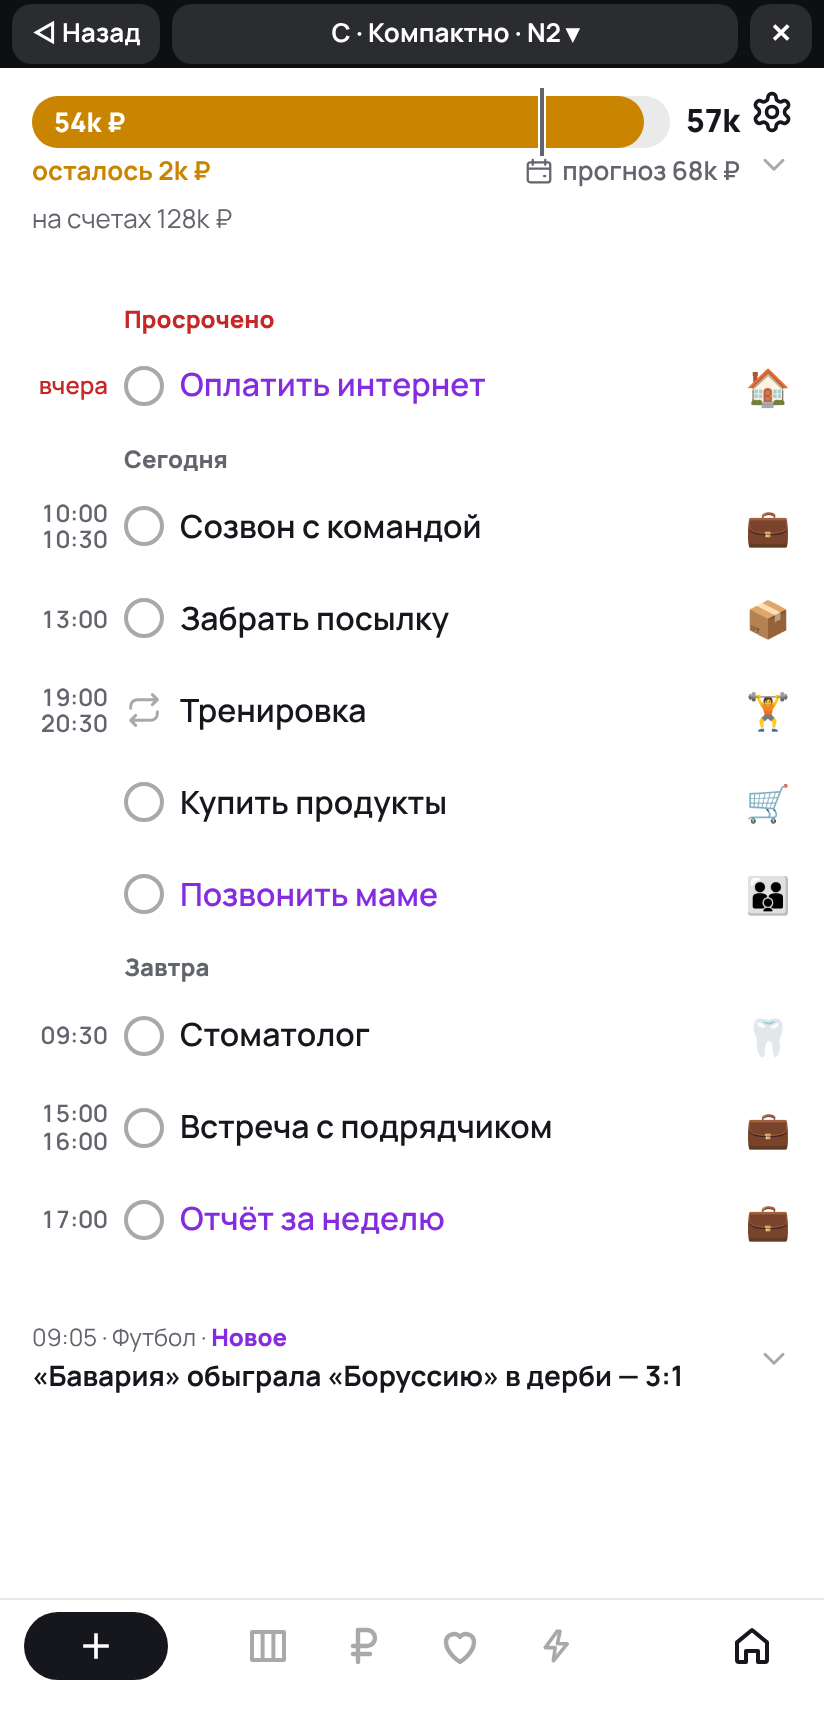 ◁ Назад
C · Компактно · N2 ▾
×
54k ₽
57k
осталось 2k ₽
прогноз 68k ₽
на счетах 128k ₽
Просрочено
вчера
Оплатить интернет
Сегодня
10:00
10:30
Созвон с командой
13:00
Забрать посылку
19:00
20:30
Тренировка
Купить продукты
Позвонить маме
Завтра
09:30
Стоматолог
15:00
16:00
Встреча с подрядчиком
17:00
Отчёт за неделю
09:05 · Футбол · Новое
«Бавария» обыграла «Боруссию» в дерби — 3:1
+
₽